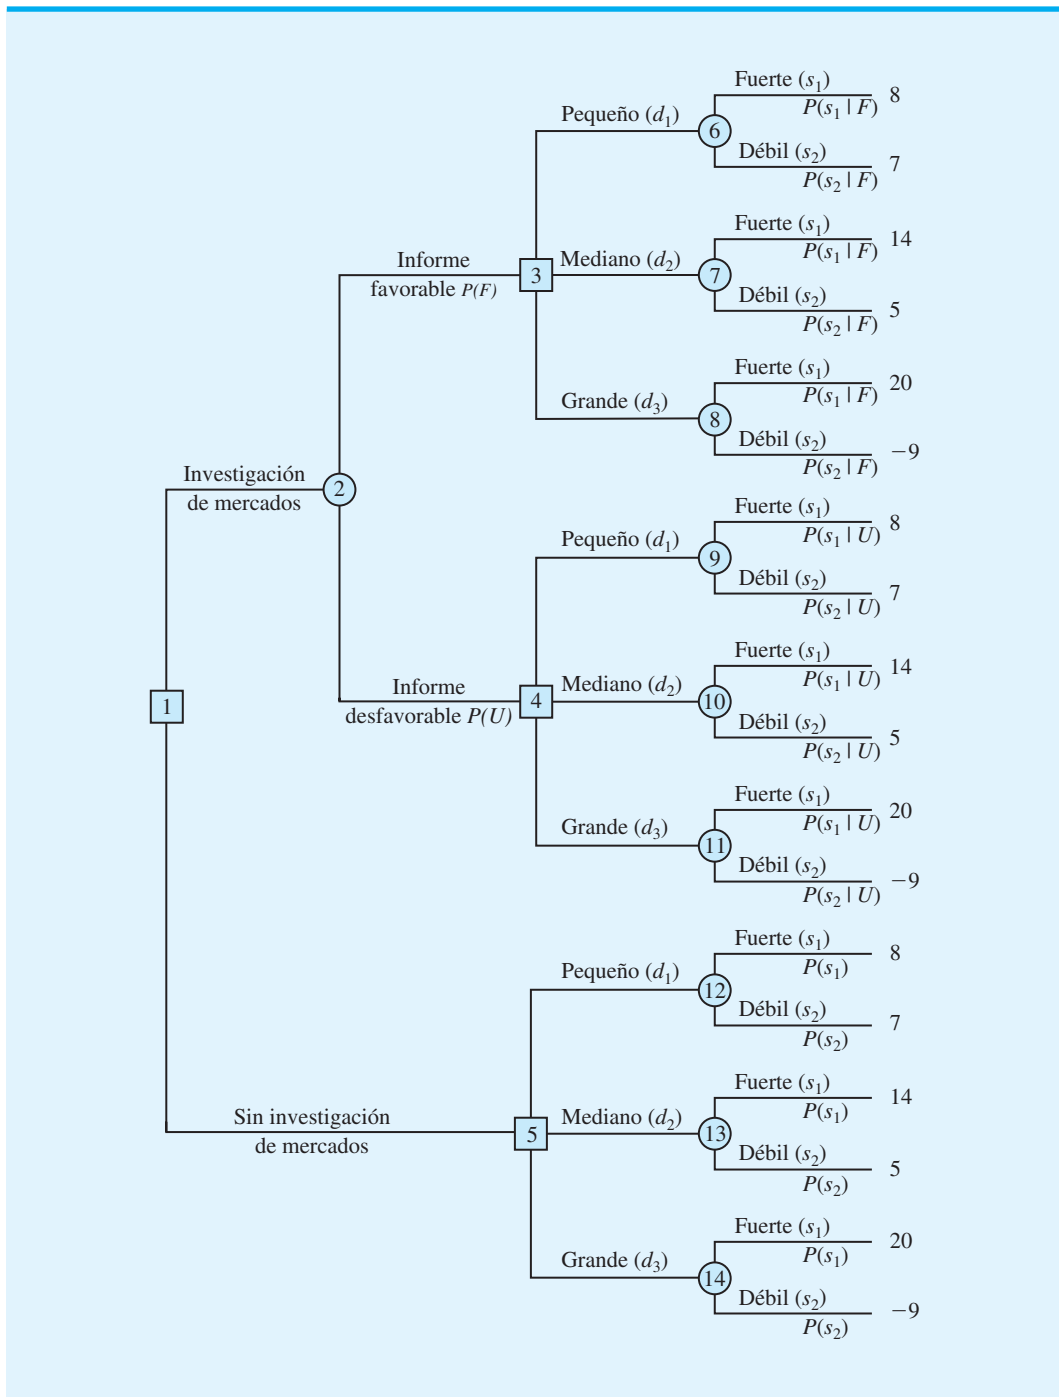 Fuerte (s1)
8
P(s1 | F)
Pequeño (d1)
6
Débil (s2)
7
P(s2 | F)
Fuerte (s1)
14
P(s1 | F)
Informe
favorable P(F)
3
Mediano (d2)
7
Débil (s2)
5
P(s2 | F)
Fuerte (s1)
20
P(s1 | F)
Grande (d3)
8
Débil (s2)
−9
P(s2 | F)
Investigación
de mercados
2
Fuerte (s1)
8
P(s1 | U)
Pequeño (d1)
9
Débil (s2)
7
P(s2 | U)
Fuerte (s1)
14
P(s1 | U)
1
Informe
desfavorable P(U)
4
Mediano (d2)
10
Débil (s2)
5
P(s2 | U)
Fuerte (s1)
20
P(s1 | U)
Grande (d3)
11
Débil (s2)
−9
P(s2 | U)
Fuerte (s1)
8
P(s1)
Pequeño (d1)
12
Débil (s2)
7
P(s2)
Fuerte (s1)
14
P(s1)
Sin investigación
de mercados
5
Mediano (d2)
13
Débil (s2)
5
P(s2)
Fuerte (s1)
20
P(s1)
Grande (d3)
14
Débil (s2)
−9
P(s2)